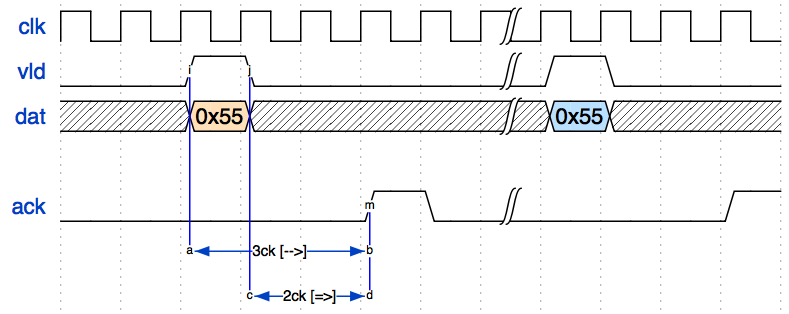 clk
vld i j
dat 0x55 0x55
ack m
a 3ck [-->] b
c 2ck [=>] d